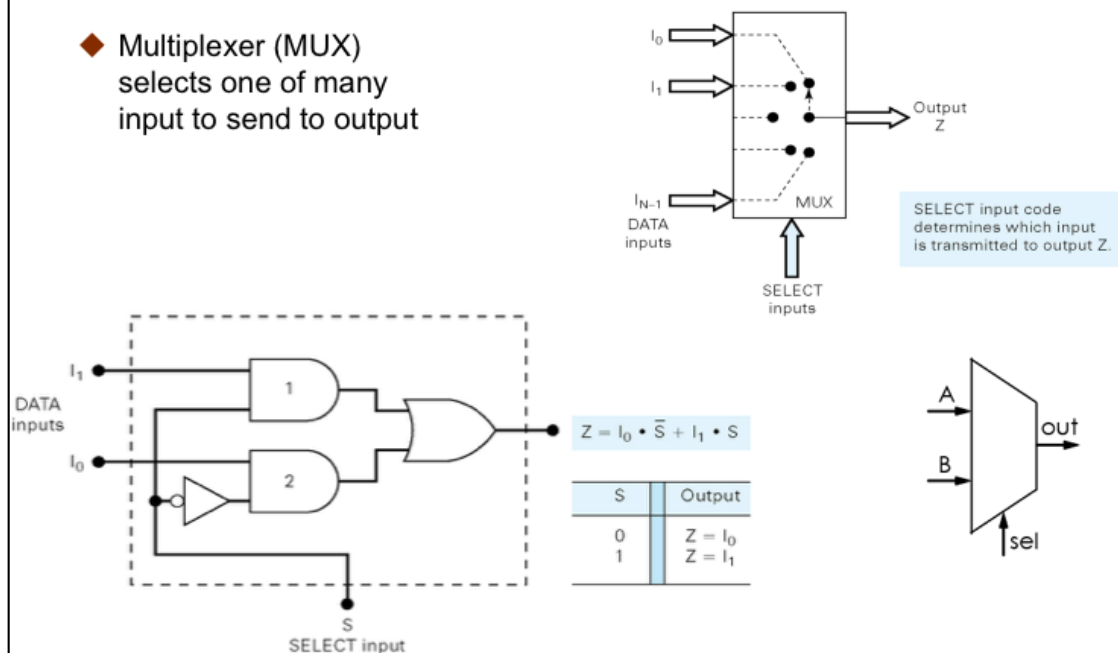 ◆ Multiplexer (MUX)
selects one of many
input to send to output
I₀
I₁
I_N–1
DATA
inputs
MUX
Output
Z
SELECT
inputs
SELECT input code
determines which input
is transmitted to output Z.
I₁
DATA
inputs
I₀
1
2
S
SELECT input
Z = I₀ • S̅ + I₁ • S
S Output
0 Z = I₀
1 Z = I₁
A
B
out
sel